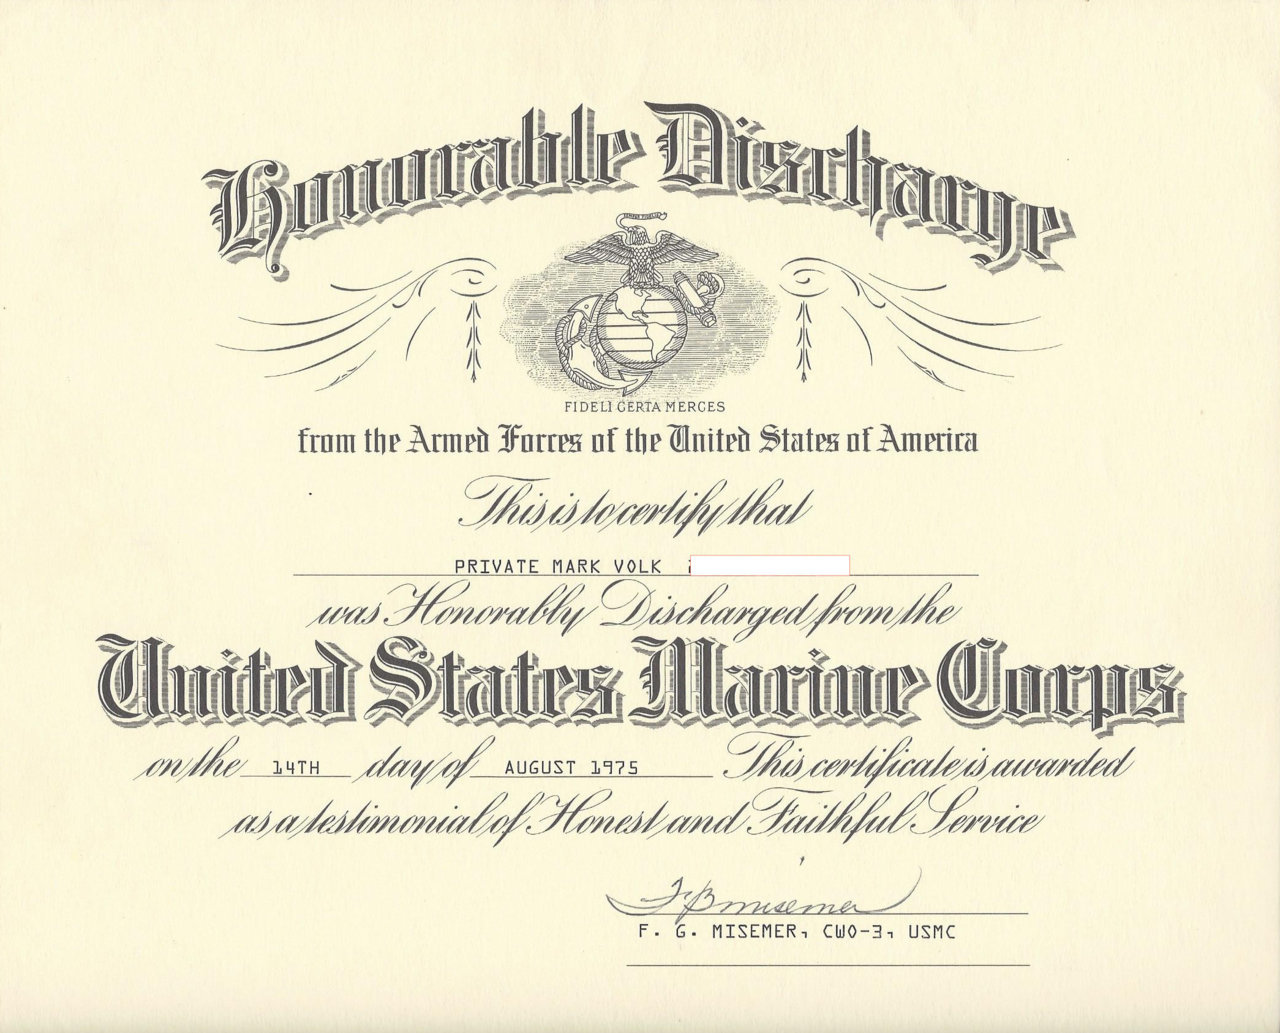 Honorable Discharge
FIDELI CERTA MERCES
from the Armed Forces of the United States of America
This is to certify that
PRIVATE MARK VOLK
was Honorably Discharged from the
United States Marine Corps
on the 14TH day of AUGUST 1975 This certificate is awarded
as a testimonial of Honest and Faithful Service
F. G. MISEMER, CWO-3, USMC